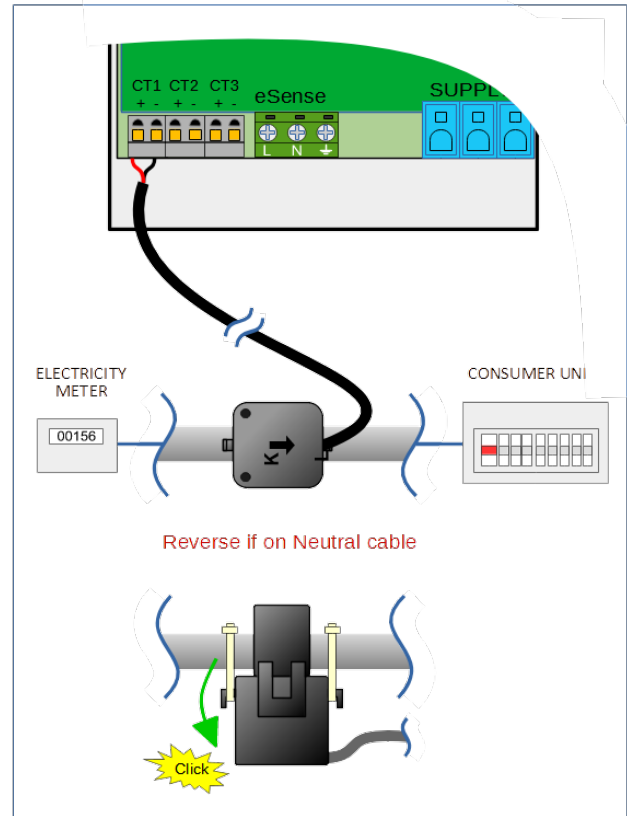 CT1 CT2 CT3
+ - + - + -
eSense
L N
ELECTRICITY
METER
00156
K
Reverse if on Neutral cable
Click